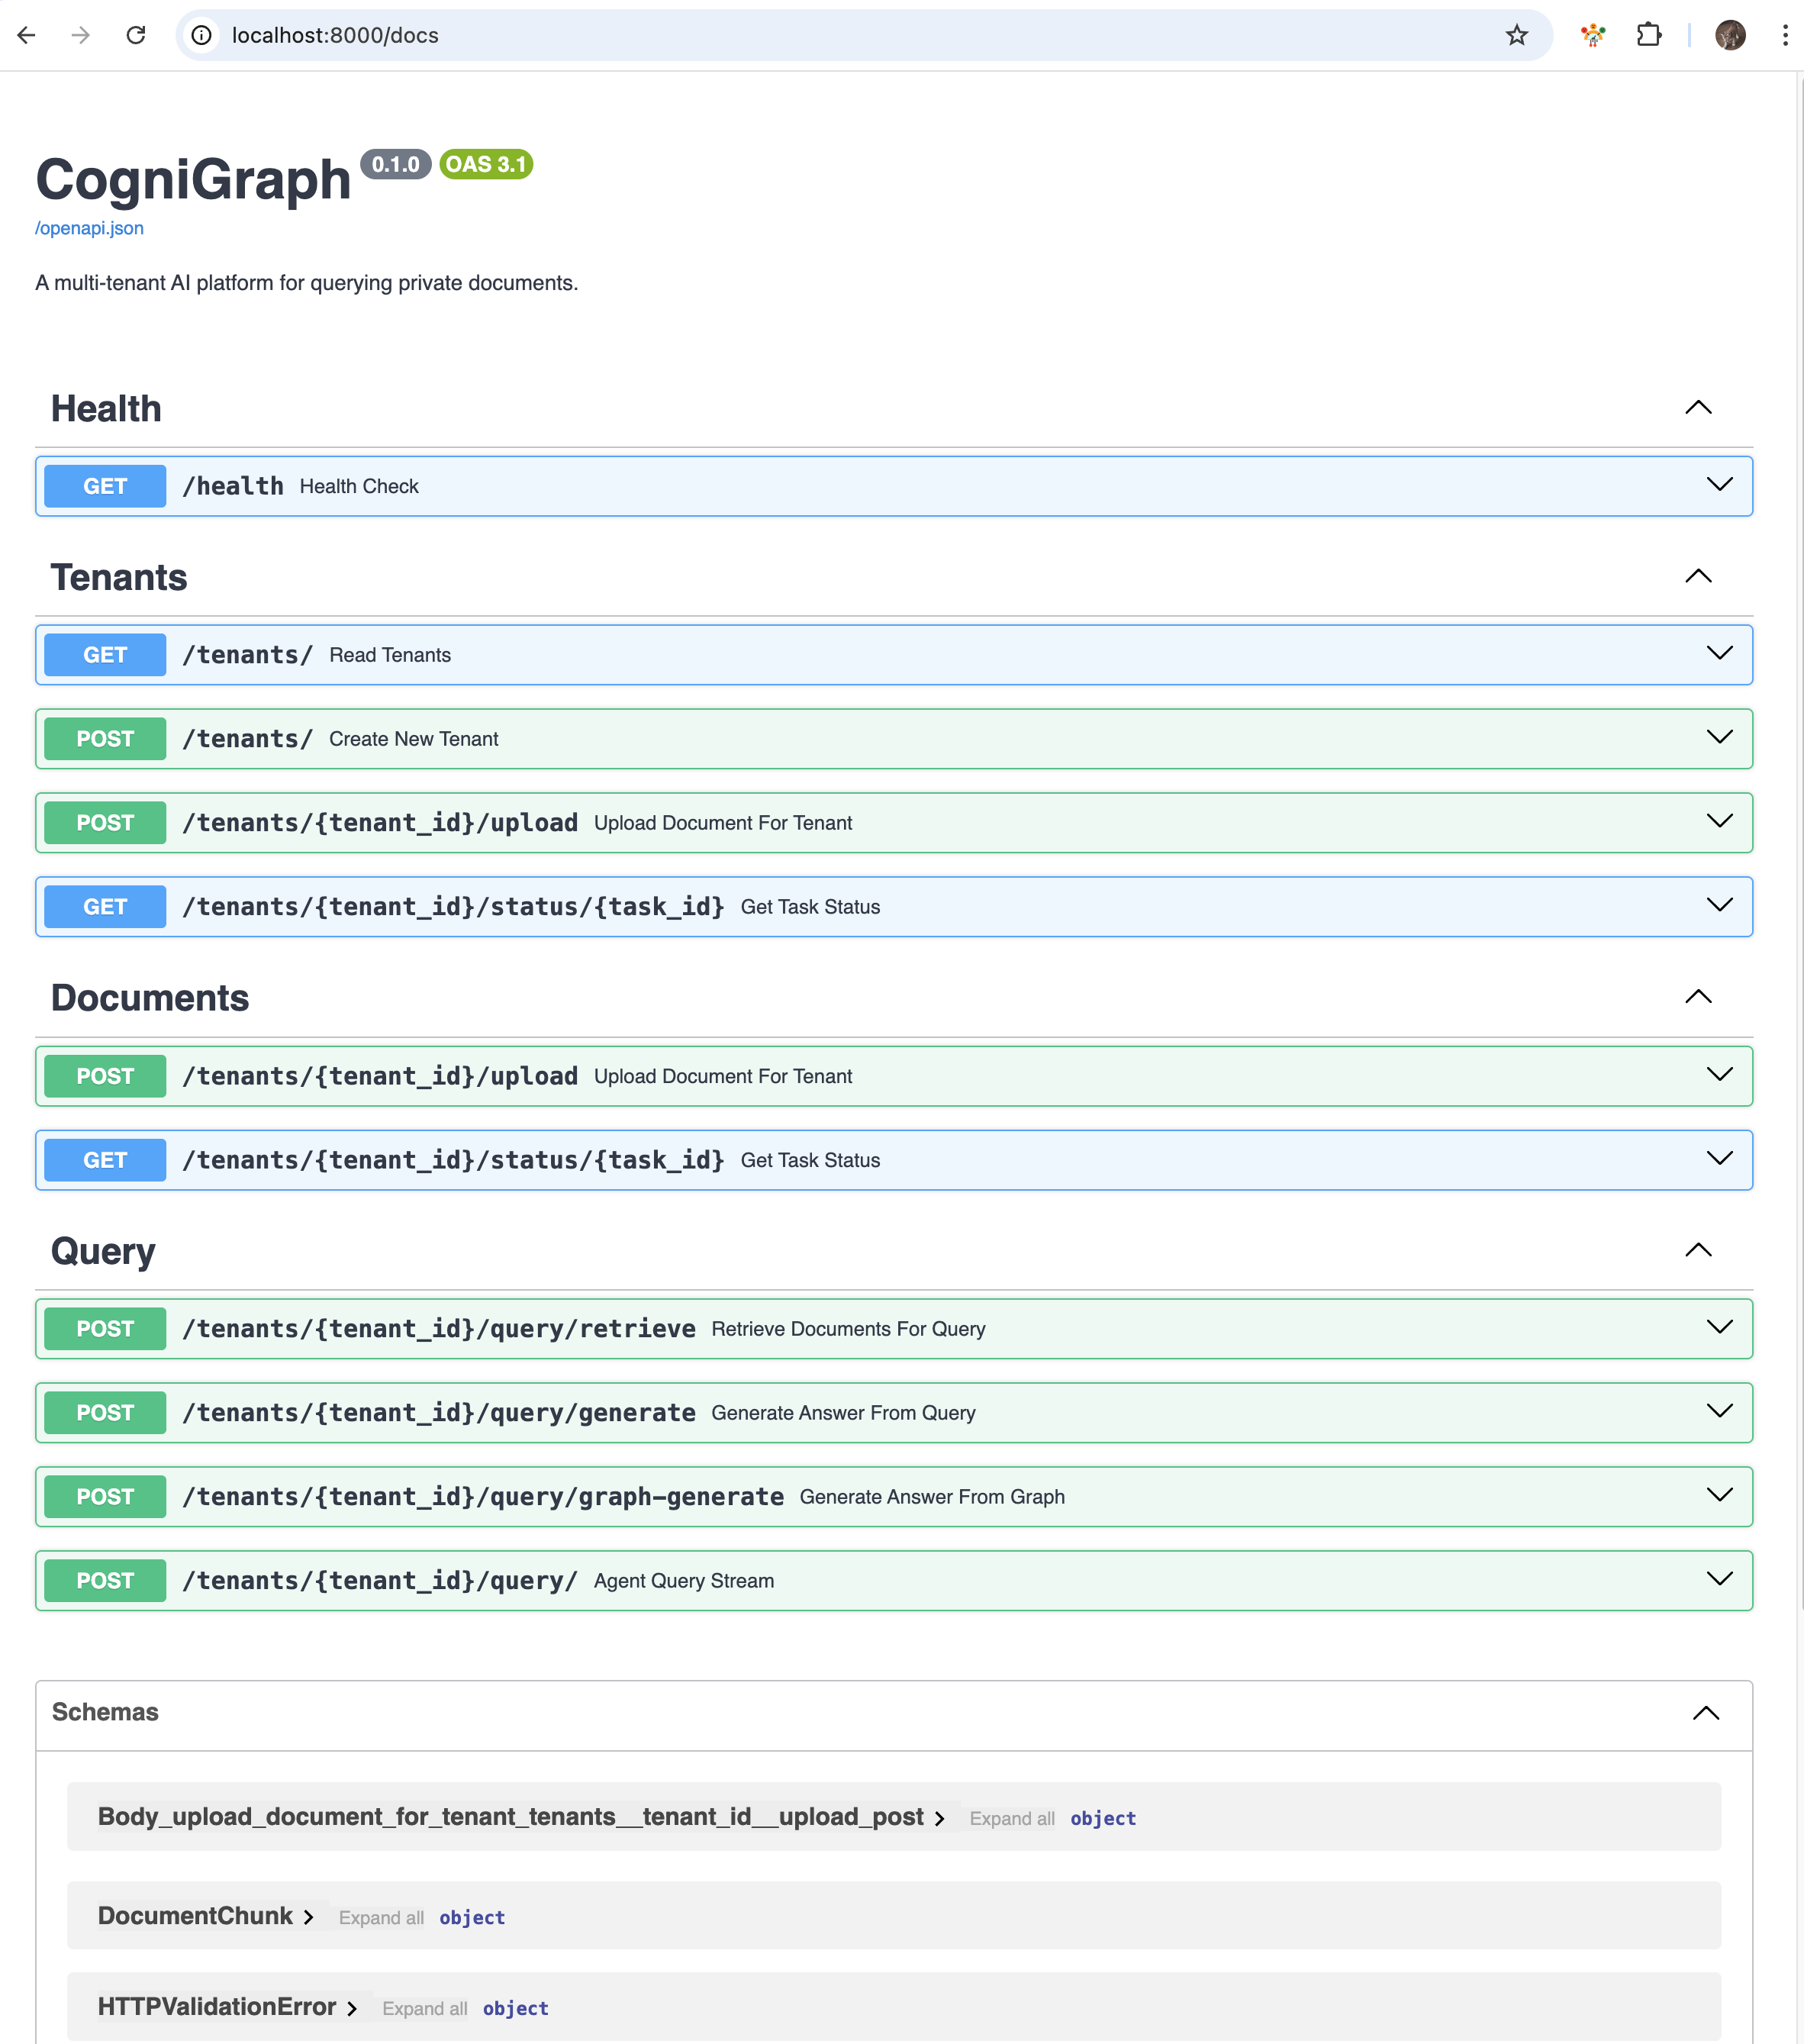 localhost:8000/docs
CogniGraph 0.1.0 OAS 3.1
/openapi.json
A multi-tenant AI platform for querying private documents.
Health
GET /health Health Check
Tenants
GET /tenants/ Read Tenants
POST /tenants/ Create New Tenant
POST /tenants/{tenant_id}/upload Upload Document For Tenant
GET /tenants/{tenant_id}/status/{task_id} Get Task Status
Documents
POST /tenants/{tenant_id}/upload Upload Document For Tenant
GET /tenants/{tenant_id}/status/{task_id} Get Task Status
Query
POST /tenants/{tenant_id}/query/retrieve Retrieve Documents For Query
POST /tenants/{tenant_id}/query/generate Generate Answer From Query
POST /tenants/{tenant_id}/query/graph-generate Generate Answer From Graph
POST /tenants/{tenant_id}/query/ Agent Query Stream
Schemas
Body_upload_document_for_tenant_tenants__tenant_id__upload_post Expand all object
DocumentChunk Expand all object
HTTPValidationError Expand all object